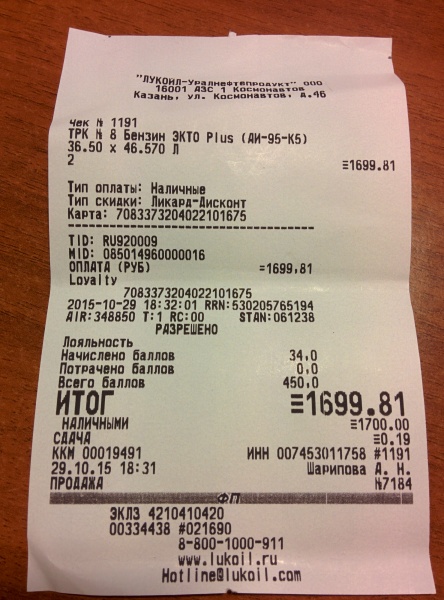 "ЛУКОЙЛ-Уралнефтепродукт" ООО
16001 АЗС 1 Космонавтов
Казань, ул. Космонавтов, д.46
Чек № 1191
ТРК № 8 Бензин ЭКТО Plus (АИ-95-К5)
36.50 x 46.570 Л
2 ≡1699.81
Тип оплаты: Наличные
Тип скидки: Ликард-Дисконт
Карта: 7083373204022101675
TID: RU920009
MID: 085014960000016
ОПЛАТА (РУБ) =1699,81
Loyalty
7083373204022101675
2015-10-29 18:32:01 RRN:530205765194
AIR:348850 T:1 RC:00 STAN:061238
РАЗРЕШЕНО
Лояльность
Начислено баллов 34,0
Потрачено баллов 0,0
Всего баллов 450,0
ИТОГ ≡1699.81
НАЛИЧНЫМИ ≡1700.00
СДАЧА ≡0.19
ККМ 00019491 ИНН 007453011758 #1191
29.10.15 18:31 Шарипова А. Н.
ПРОДАЖА №7184
ФП
ЭКЛЗ 4210410420
00334438 #021690
8-800-1000-911
www.lukoil.ru
Hotline@lukoil.com